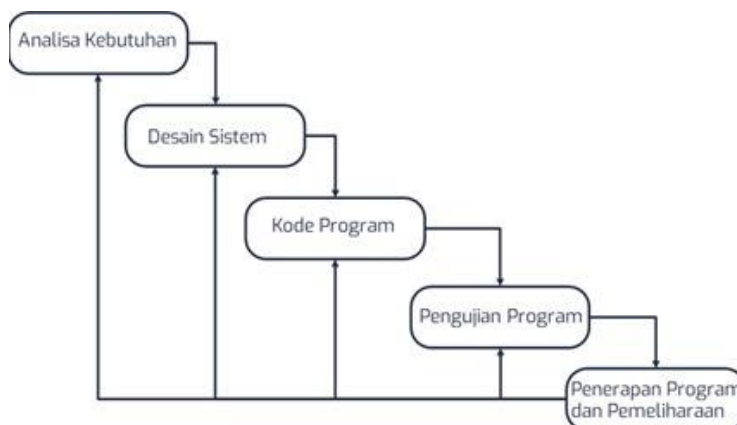 Analisa Kebutuhan
Desain Sistem
Kode Program
Pengujian Program
Penerapan Program
dan Pemeliharaan